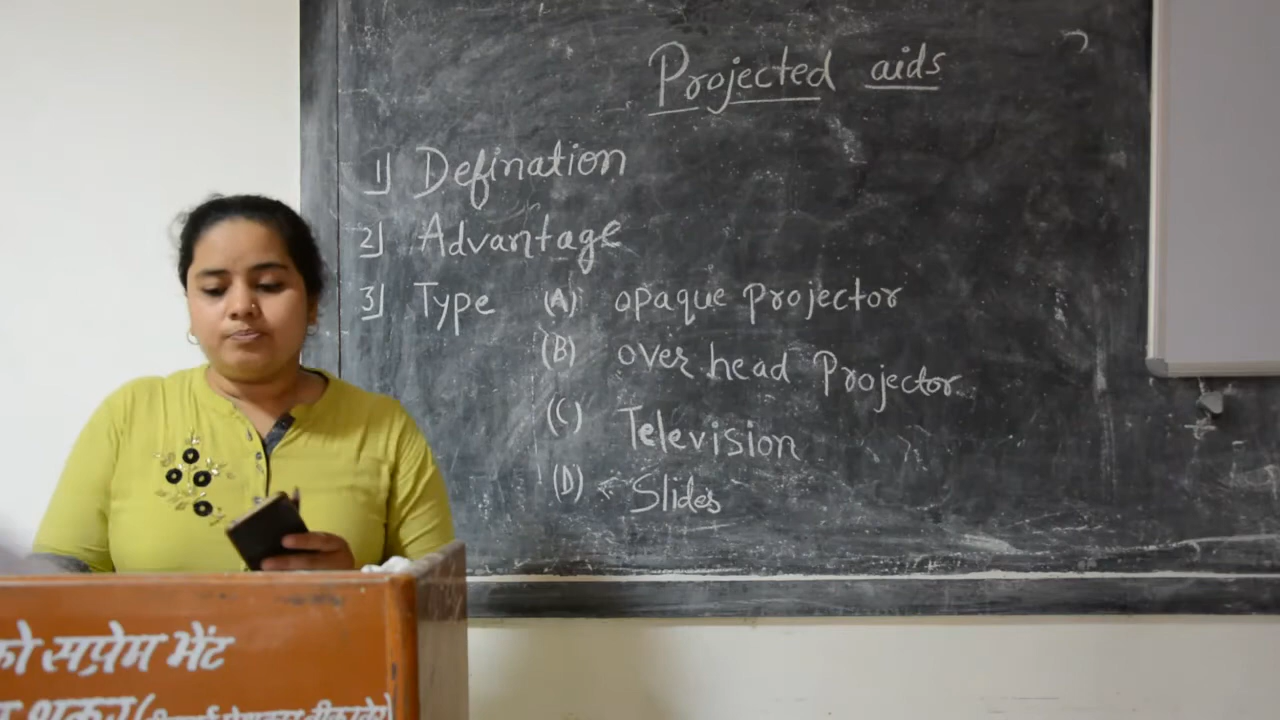 Projected aids
1] Defination
2] Advantage
3] Type (A) opaque projector
(B) over head Projector
(C) Television
(D) Slides
को सप्रेम भेंट